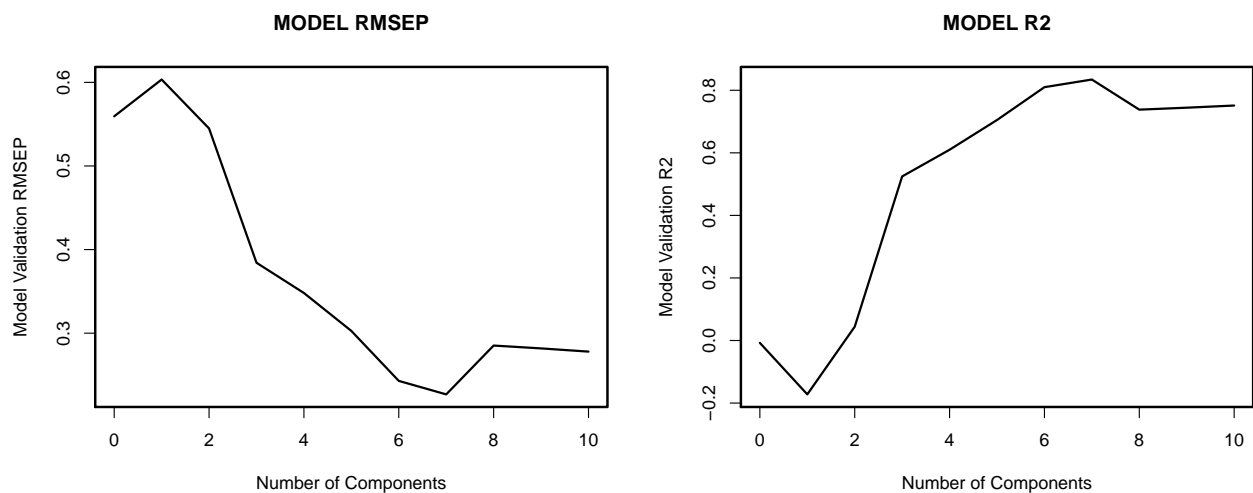 MODEL RMSEP
Model Validation RMSEP
0.6
0.5
0.4
0.3
0 2 4 6 8 10
Number of Components
MODEL R2
Model Validation R2
0.8
0.6
0.4
0.2
0.0
−0.2
0 2 4 6 8 10
Number of Components